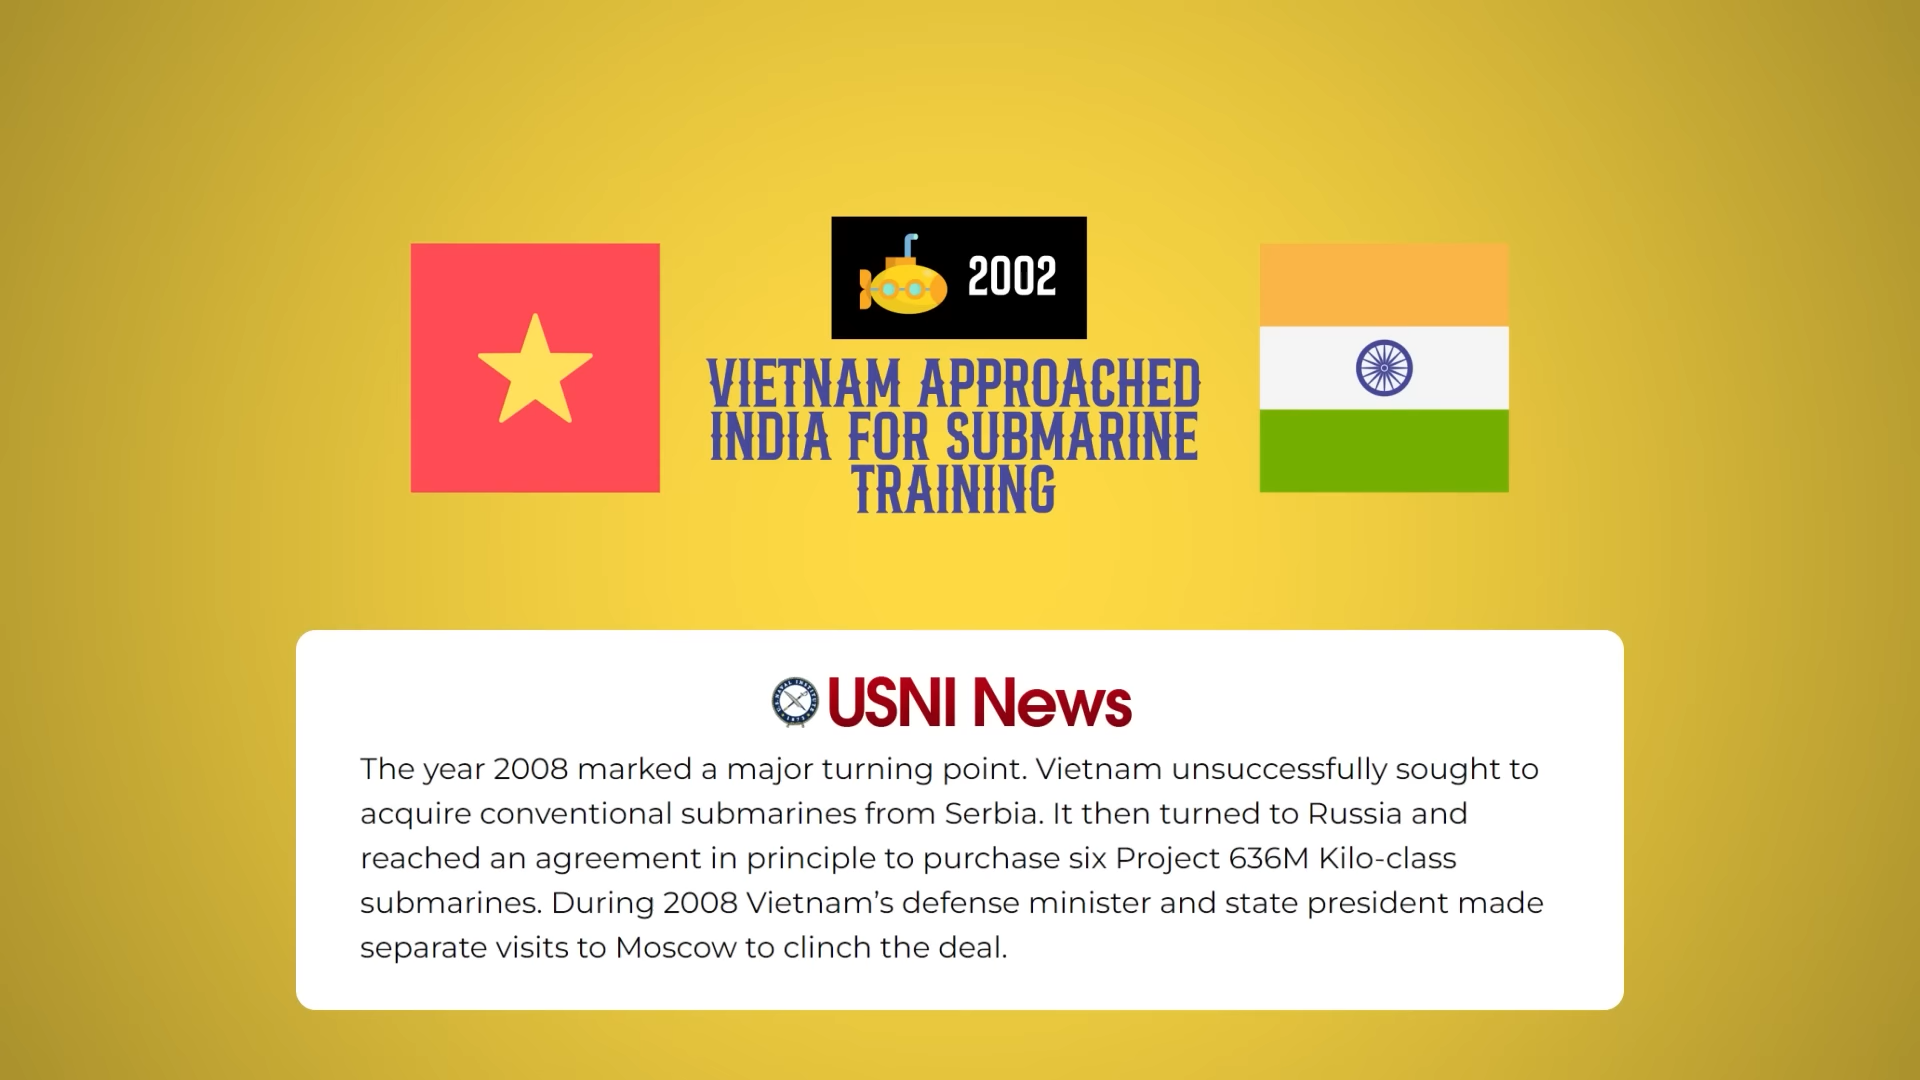 2002
VIETNAM APPROACHED
INDIA FOR SUBMARINE
TRAINING
USNI News
The year 2008 marked a major turning point. Vietnam unsuccessfully sought to
acquire conventional submarines from Serbia. It then turned to Russia and
reached an agreement in principle to purchase six Project 636M Kilo-class
submarines. During 2008 Vietnam’s defense minister and state president made
separate visits to Moscow to clinch the deal.